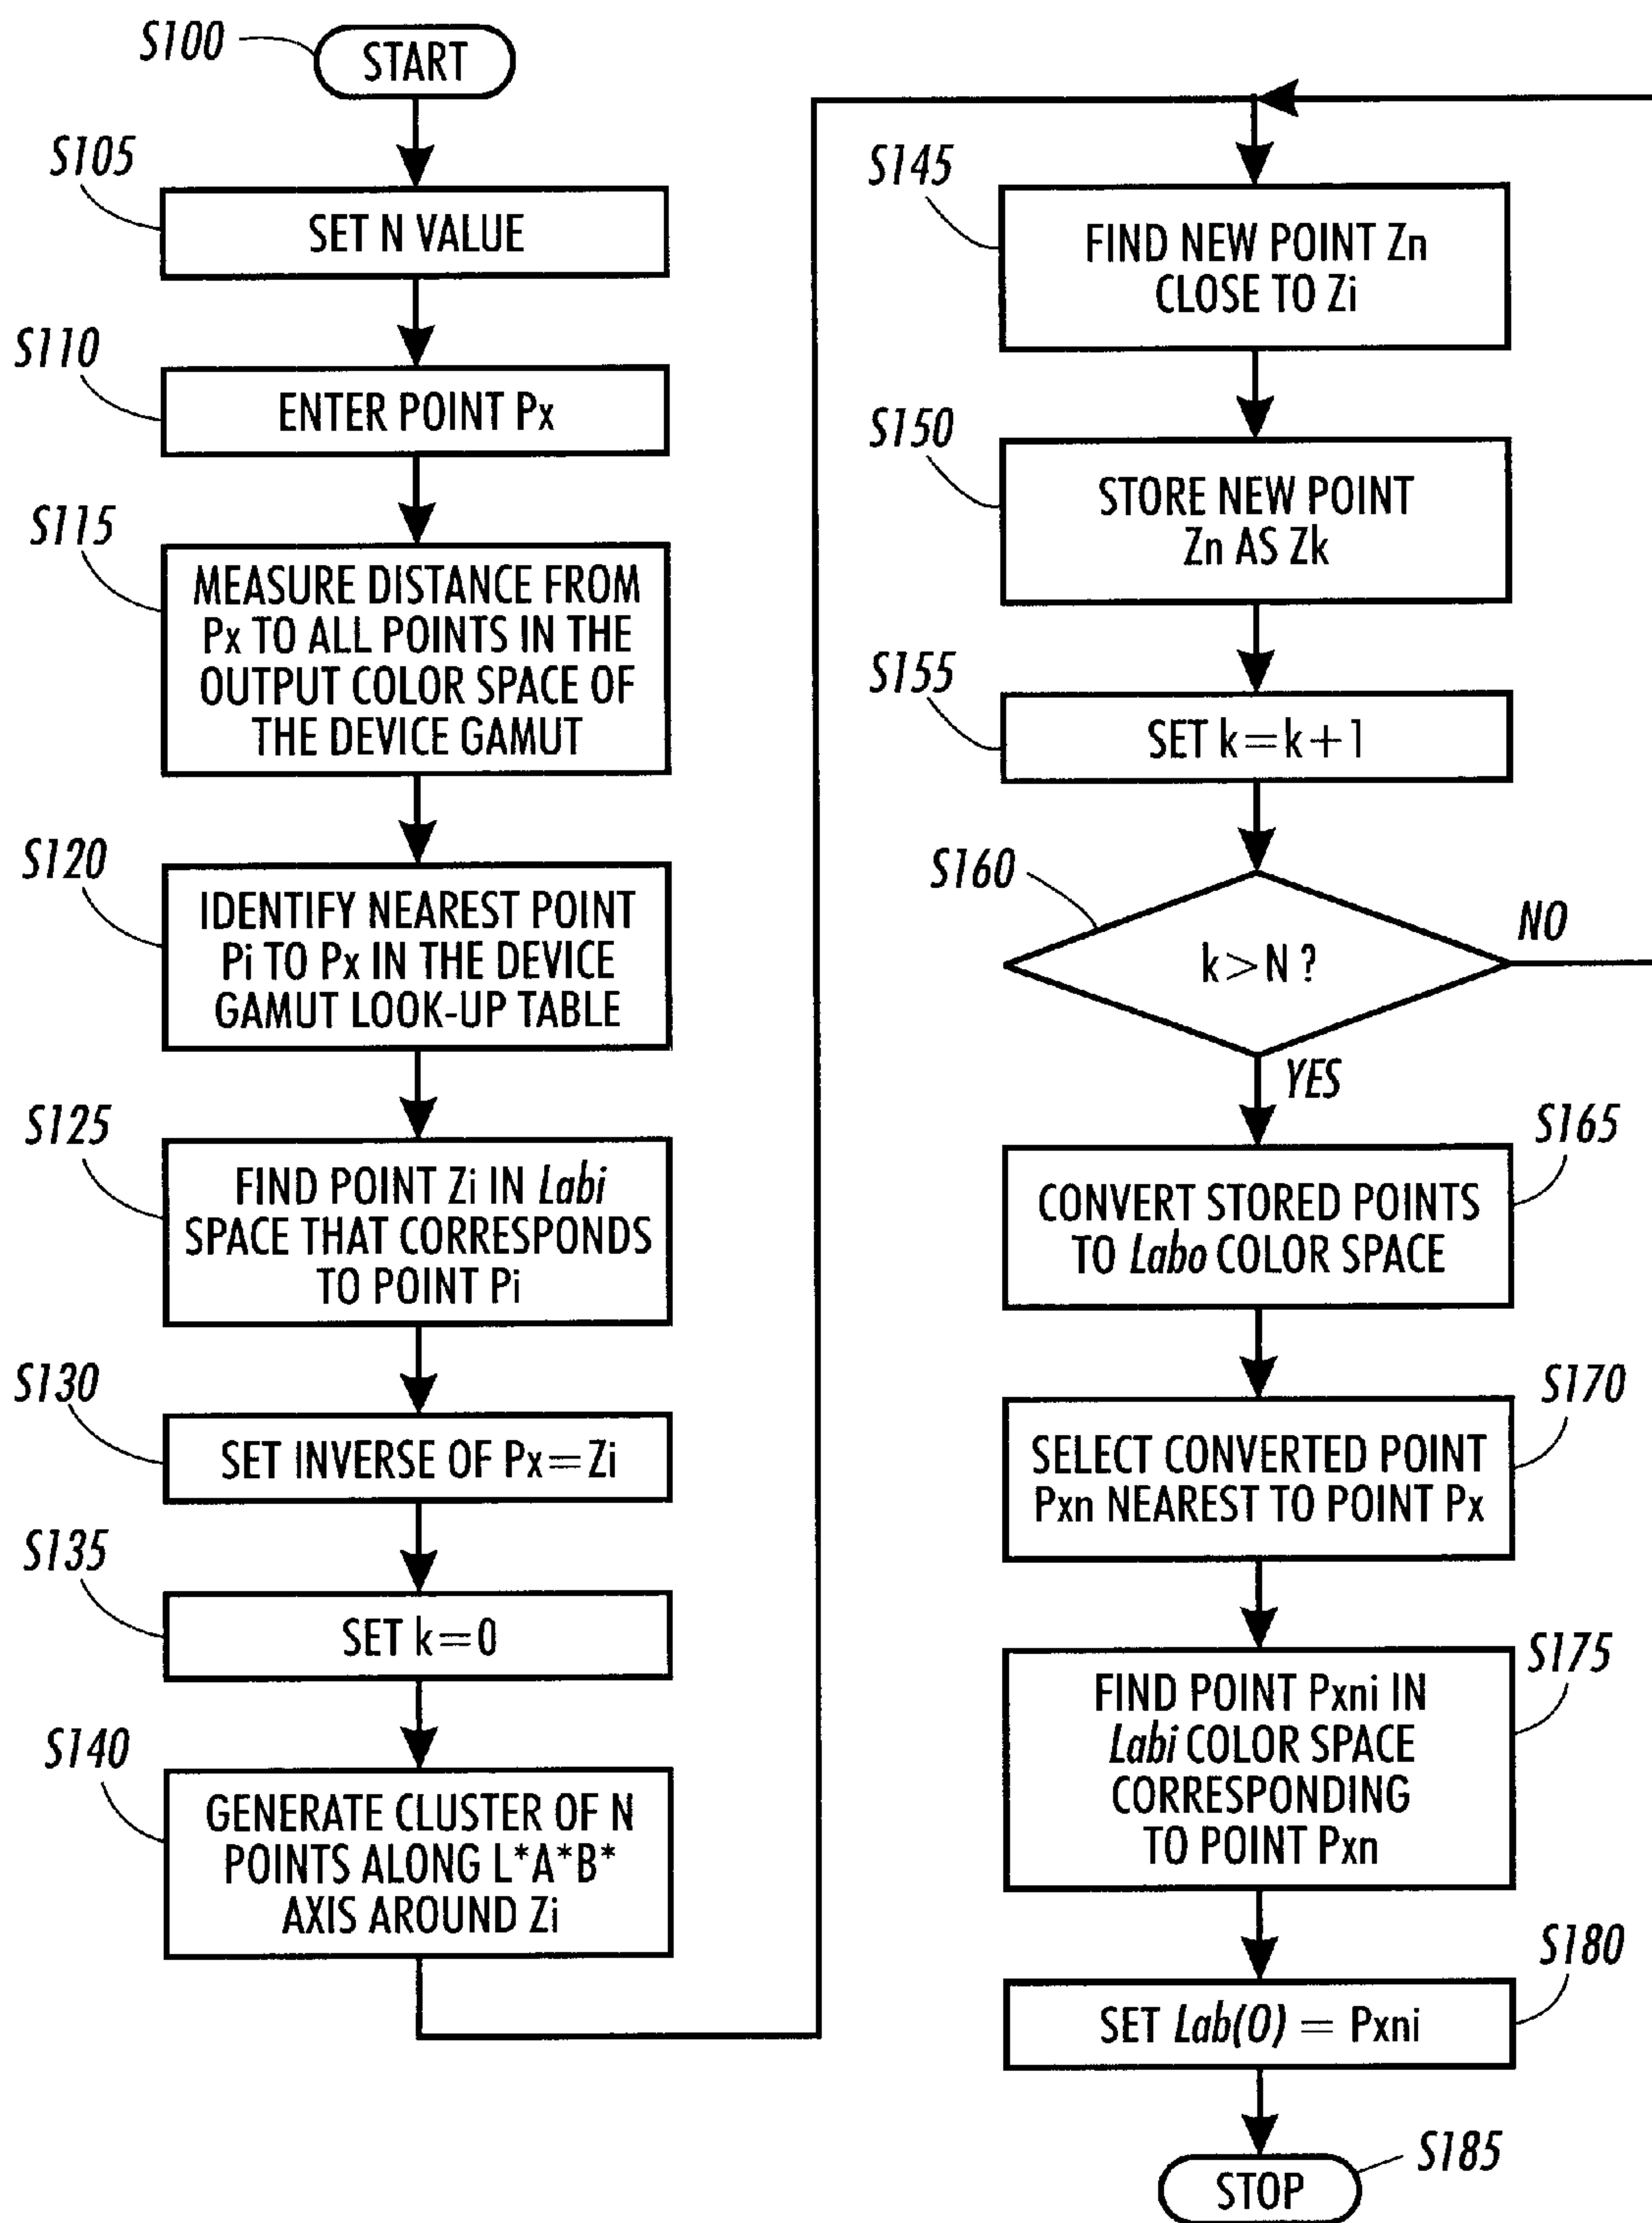 S100
START
S105
SET N VALUE
S110
ENTER POINT Px
S115
MEASURE DISTANCE FROM
Px TO ALL POINTS IN THE
OUTPUT COLOR SPACE OF
THE DEVICE GAMUT
S120
IDENTIFY NEAREST POINT
Pi TO Px IN THE DEVICE
GAMUT LOOK-UP TABLE
S125
FIND POINT Zi IN Labi
SPACE THAT CORRESPONDS
TO POINT Pi
S130
SET INVERSE OF Px=Zi
S135
SET k=0
S140
GENERATE CLUSTER OF N
POINTS ALONG L*A*B*
AXIS AROUND Zi
S145
FIND NEW POINT Zn
CLOSE TO Zi
S150
STORE NEW POINT
Zn AS Zk
S155
SET k=k+1
S160
k>N ?
NO
YES
S165
CONVERT STORED POINTS
TO Labo COLOR SPACE
S170
SELECT CONVERTED POINT
Pxn NEAREST TO POINT Px
S175
FIND POINT Pxni IN
Labi COLOR SPACE
CORRESPONDING
TO POINT Pxn
S180
SET Lab(0) = Pxni
S185
STOP